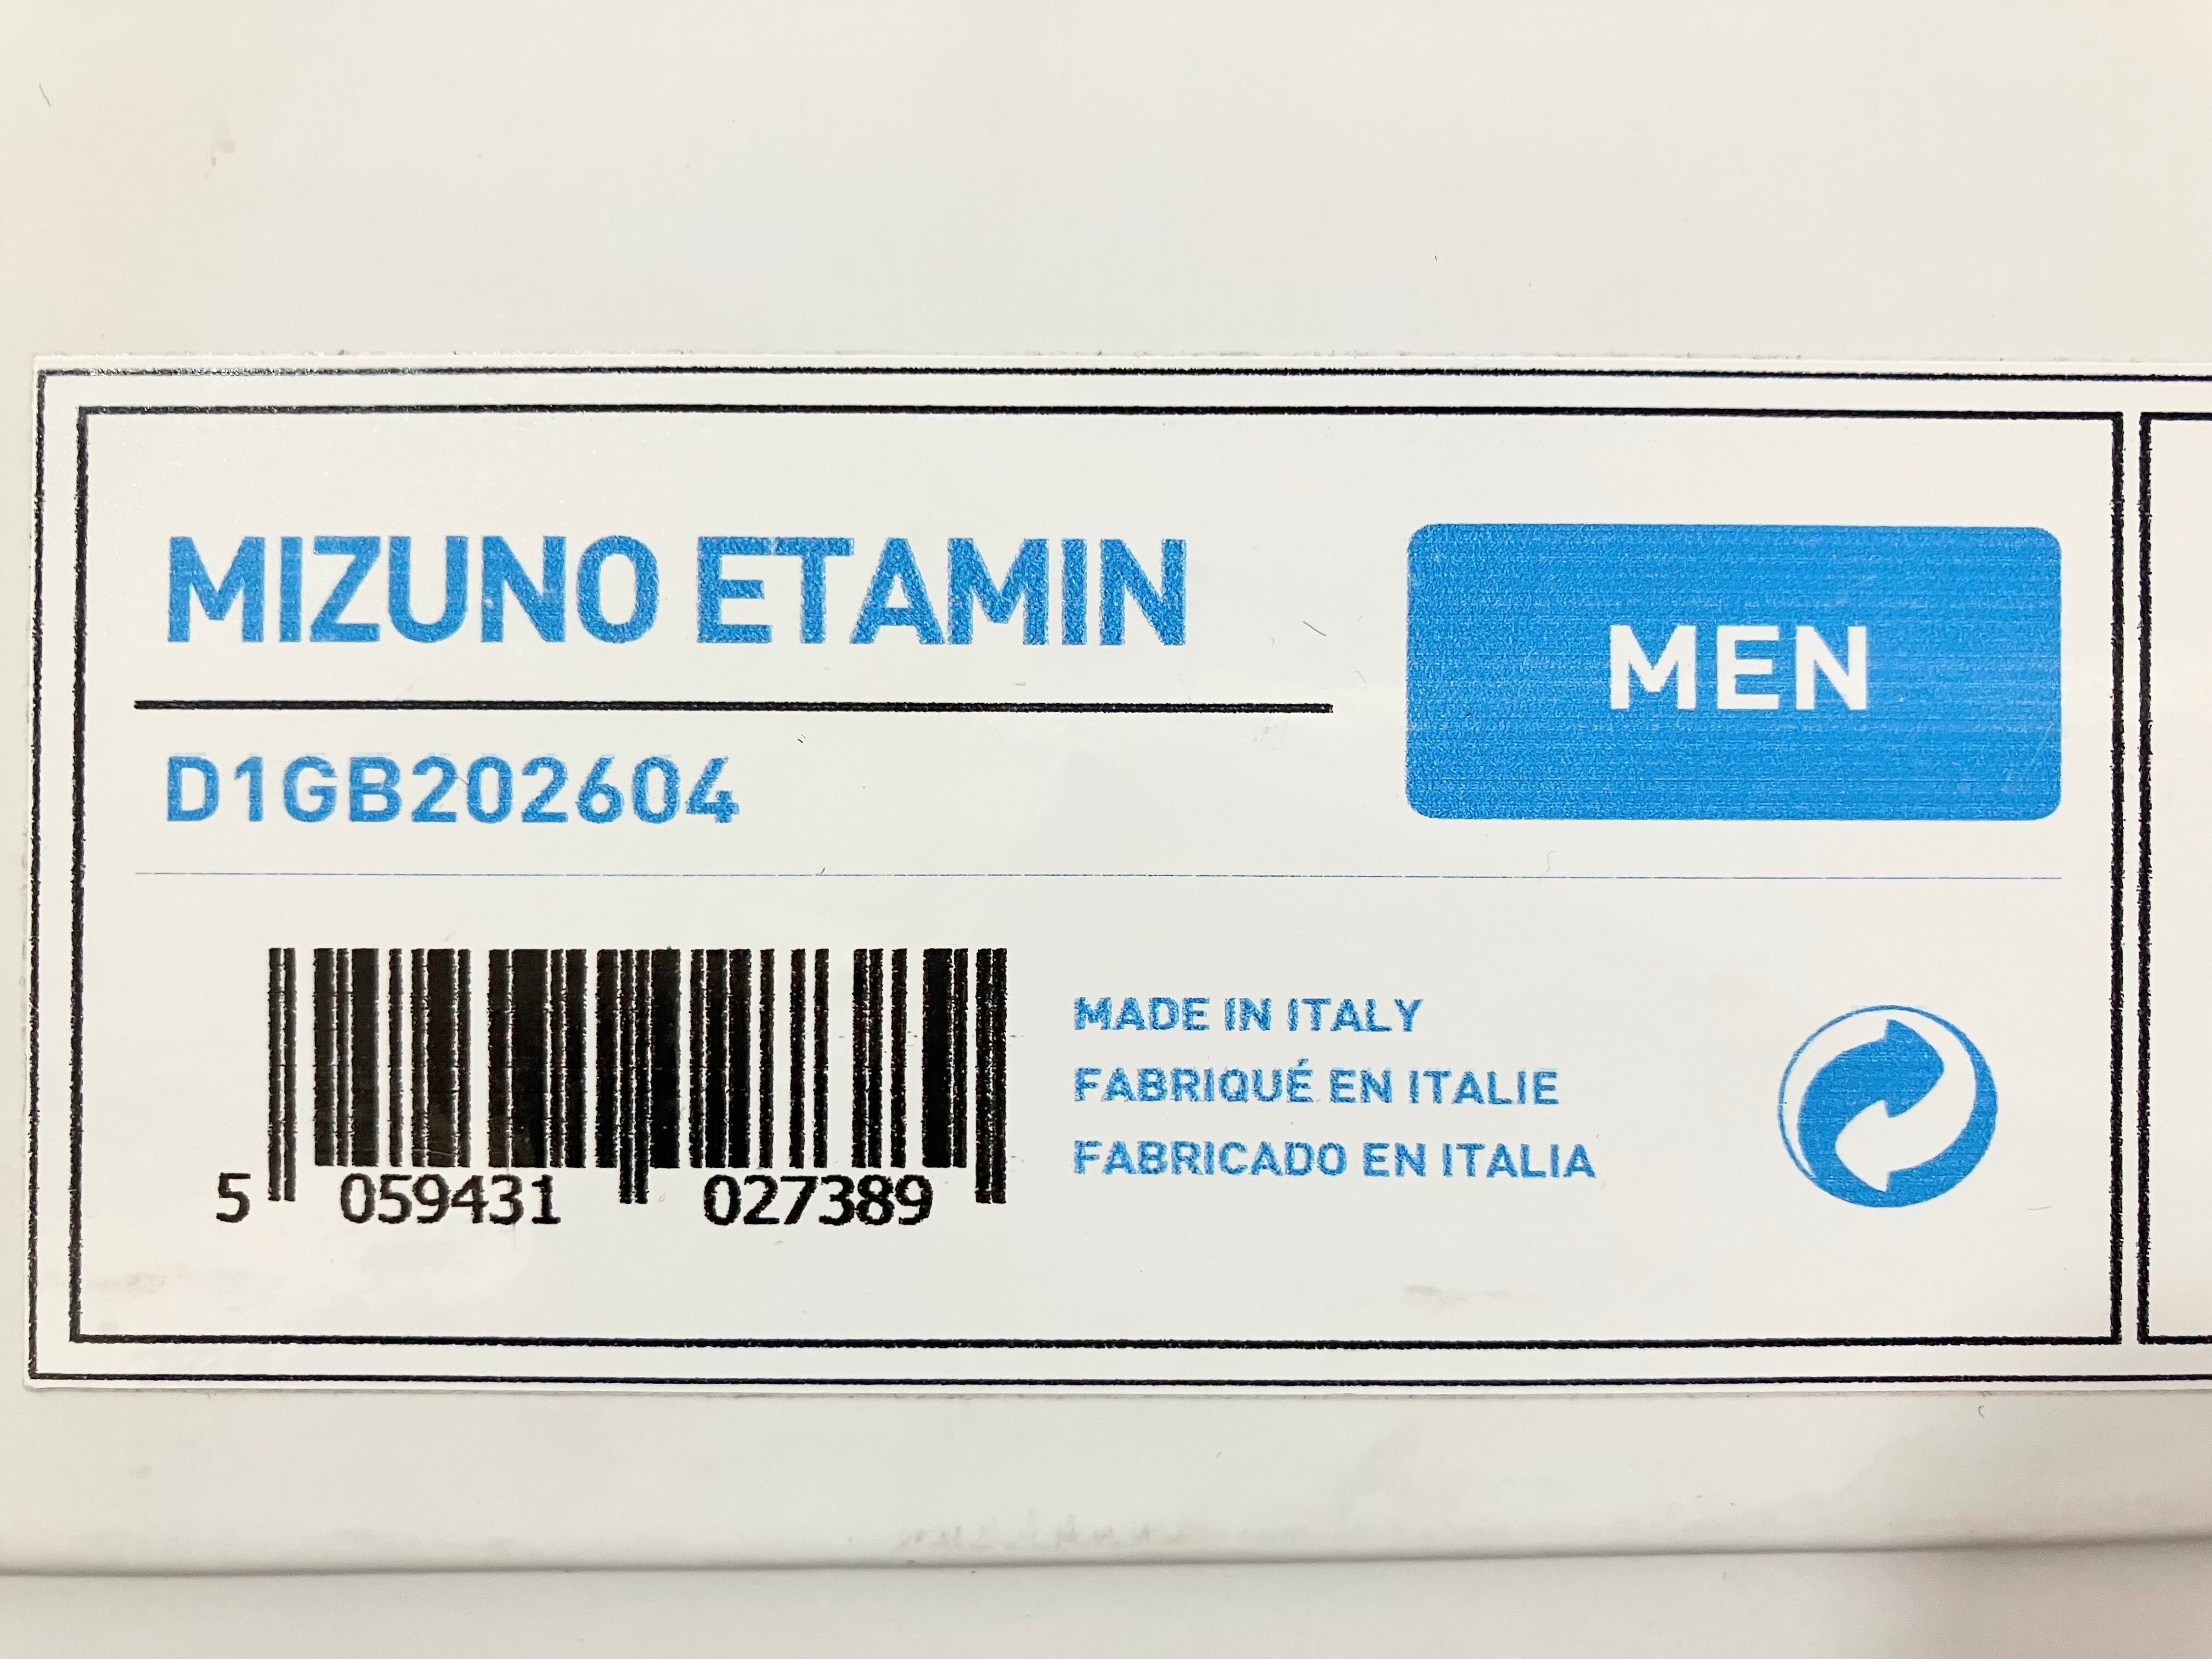 MIZUNO ETAMIN
MEN
D1GB202604
MADE IN ITALY
FABRIQUÉ EN ITALIE
FABRICADO EN ITALIA
5 059431 027389